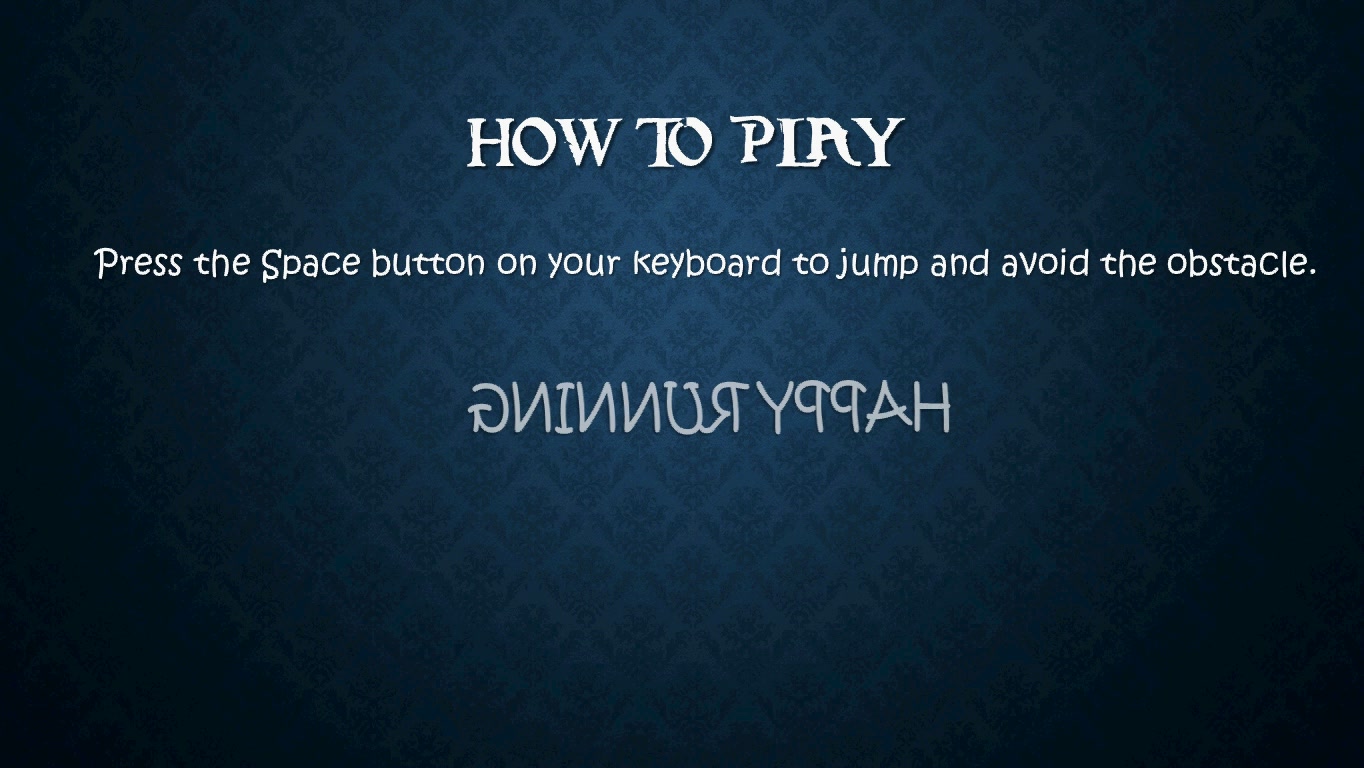 HOW TO PLAY
Press the Space button on your keyboard to jump and avoid the obstacle.
HAPPY RUNNING